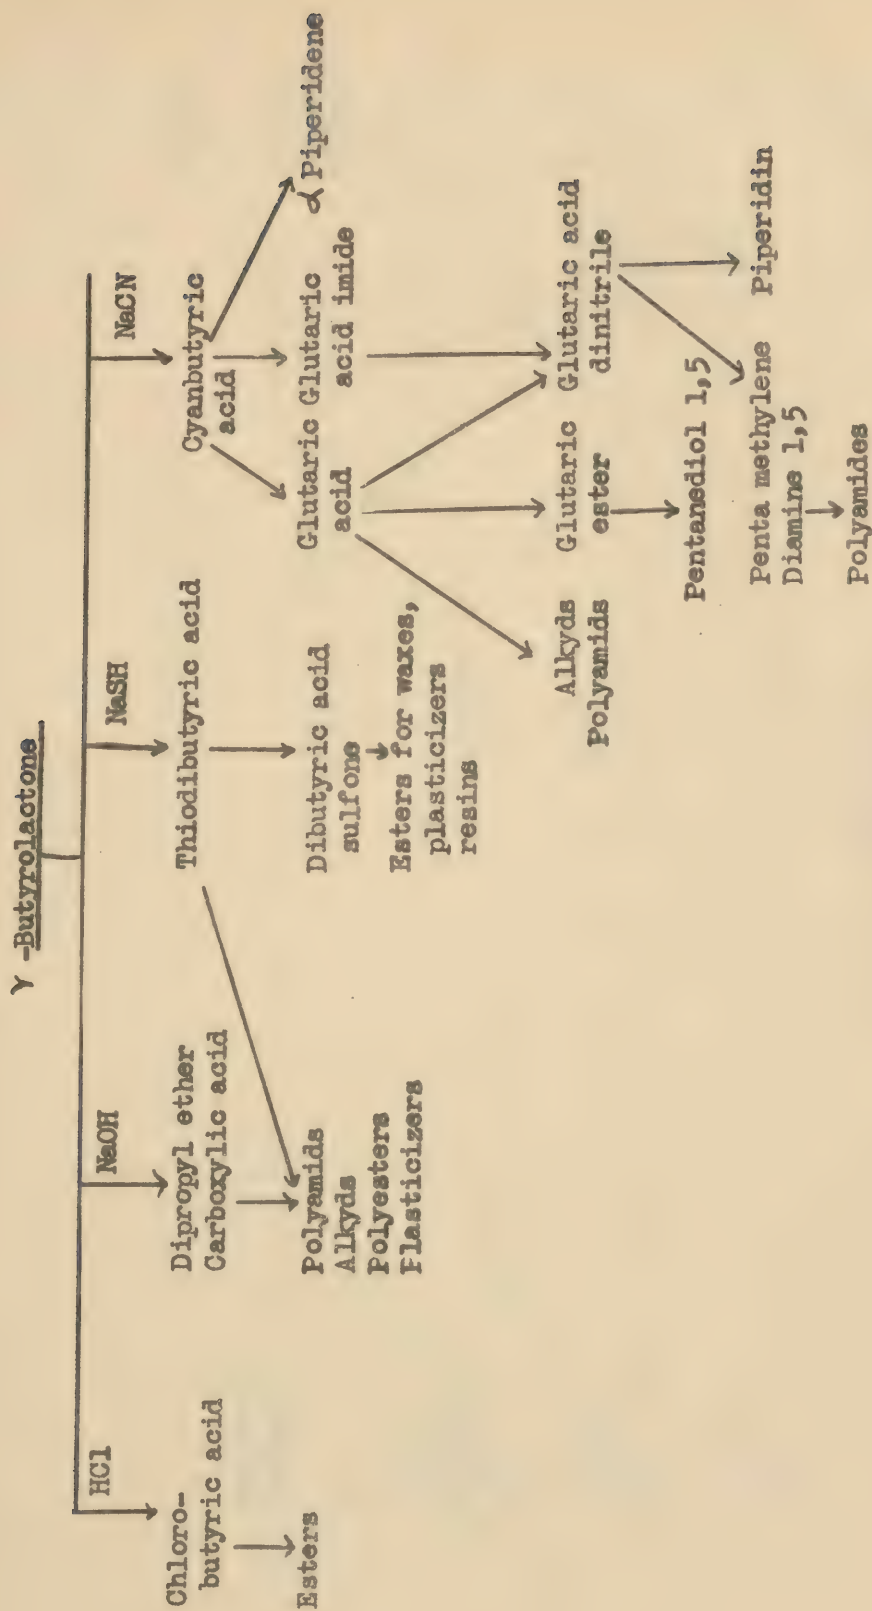 γ -Butyrolactone
HCl
NaOH
NaSH
NaCN
Chloro-
butyric acid
Esters
Dipropyl ether
Carboxylic acid
Polyamids
Alkyds
Polyesters
Plasticizers
Thiodibutyric acid
Dibutyric acid
sulfone
Esters for waxes,
plasticizers
resins
Cyanbutyric
acid
Glutaric
acid
Glutaric
acid imide
α Piperidene
Alkyds
Polyamids
Glutaric
ester
Glutaric acid
dinitrile
Pentanediol 1,5
Penta methylene
Diamine 1,5
Piperidin
Polyamides